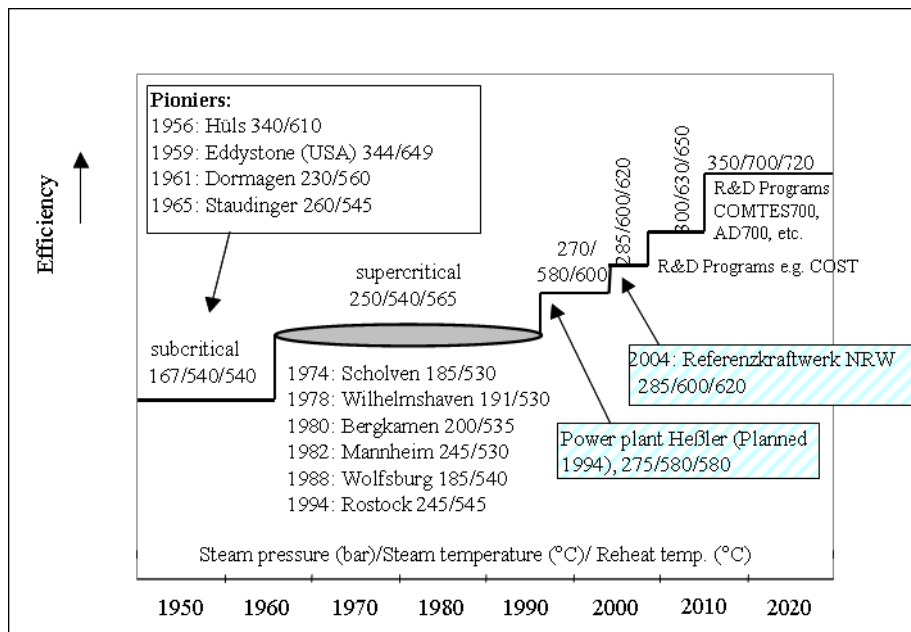 Pioniers:
1956: Hüls 340/610
1959: Eddystone (USA) 344/649
1961: Dormagen 230/560
1965: Staudinger 260/545
Efficiency
subcritical
167/540/540
supercritical
250/540/565
270/
580/600
285/600/620
300/630/650
350/700/720
R&D Programs
COMTES700,
AD700, etc.
R&D Programs e.g. COST
2004: Referenzkraftwerk NRW
285/600/620
Power plant Heßler (Planned
1994), 275/580/580
1974: Scholven 185/530
1978: Wilhelmshaven 191/530
1980: Bergkamen 200/535
1982: Mannheim 245/530
1988: Wolfsburg 185/540
1994: Rostock 245/545
Steam pressure (bar)/Steam temperature (°C)/ Reheat temp. (°C)
1950 1960 1970 1980 1990 2000 2010 2020